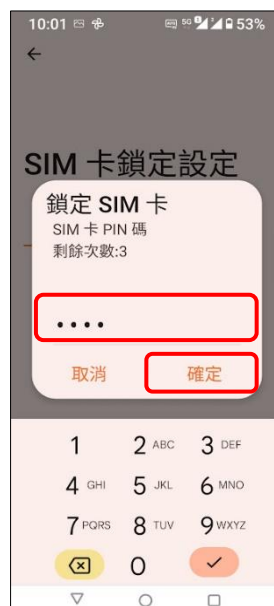 10:01 5G 53%
SIM 卡鎖定設定
鎖定 SIM 卡
SIM 卡 PIN 碼
剩餘次數:3
••••
取消 確定
1 2 ABC 3 DEF
4 GHI 5 JKL 6 MNO
7 PQRS 8 TUV 9 WXYZ
0